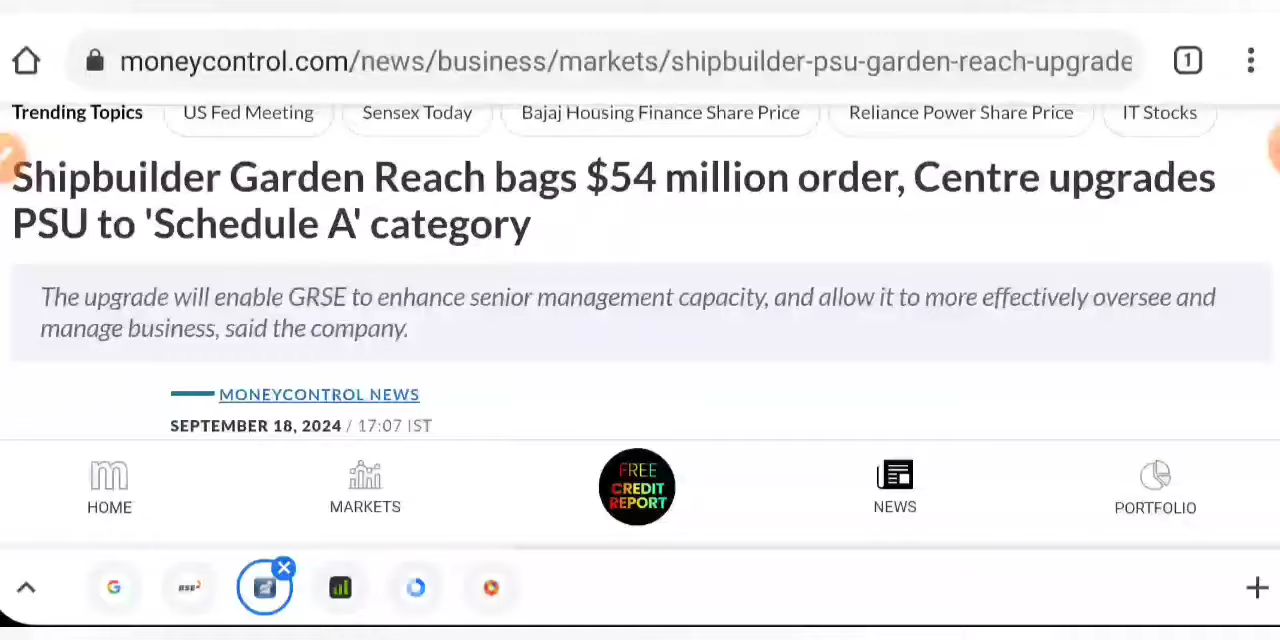 moneycontrol.com/news/business/markets/shipbuilder-psu-garden-reach-upgrade
1
Trending Topics US Fed Meeting Sensex Today Bajaj Housing Finance Share Price Reliance Power Share Price IT Stocks
Shipbuilder Garden Reach bags $54 million order, Centre upgrades
PSU to 'Schedule A' category
The upgrade will enable GRSE to enhance senior management capacity, and allow it to more effectively oversee and
manage business, said the company.
MONEYCONTROL NEWS
SEPTEMBER 18, 2024 / 17:07 IST
FREE
CREDIT
REPORT
HOME MARKETS NEWS PORTFOLIO
BSE